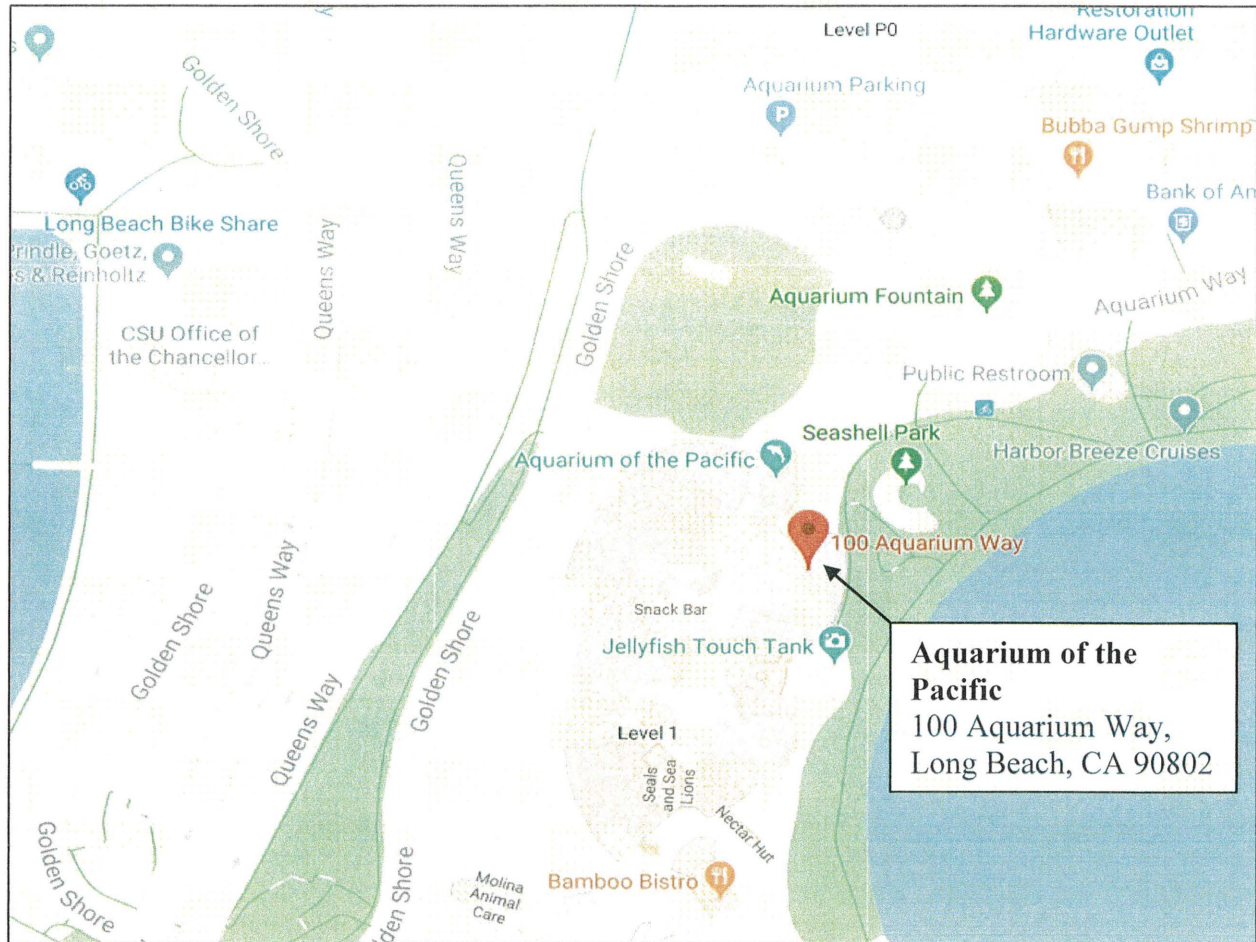 Level P0
Restoration
Hardware Outlet
Golden Shore
Aquarium Parking
Bubba Gump Shrimp
Queens Way
Bank of Am
Long Beach Bike Share
Prindle, Goetz,
s & Reinholtz
Queens Way
Golden Shore
Aquarium Fountain
Aquarium Way
CSU Office of
the Chancellor...
Public Restroom
Seashell Park
Aquarium of the Pacific
Harbor Breeze Cruises
100 Aquarium Way
Queens Way
Golden Shore
Snack Bar
Jellyfish Touch Tank
Golden Shore
Aquarium of the
Pacific
100 Aquarium Way,
Long Beach, CA 90802
Queens Way
Level 1
Seals
and Sea
Lions
Nectar Hut
Golden Shore
Bamboo Bistro
Molina
Animal
Care
olden Shore